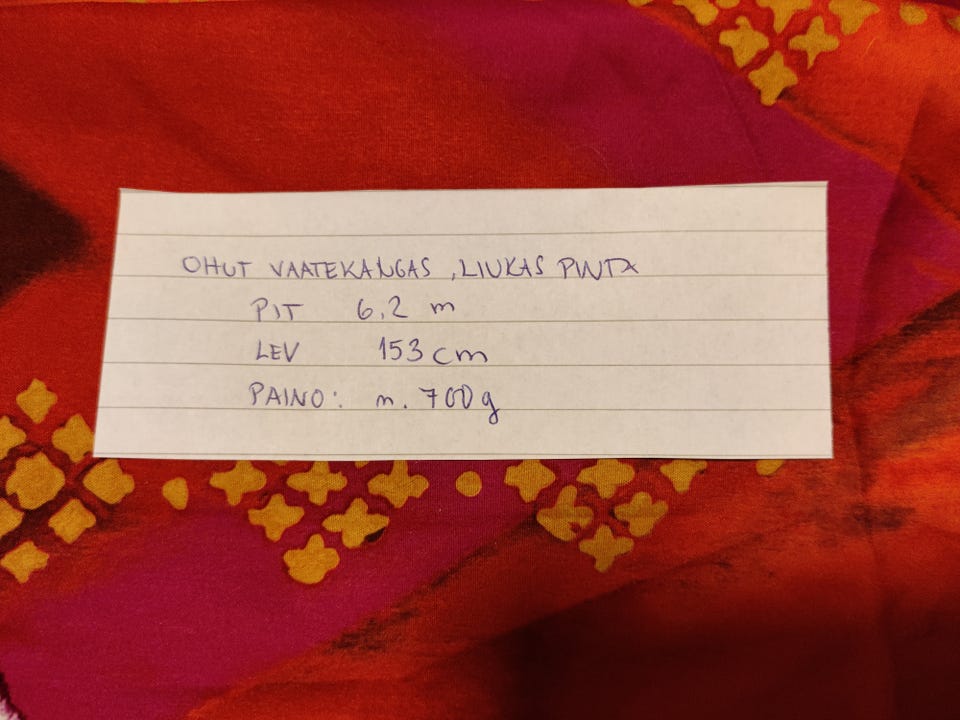 OHUT VAATEKANGAS, LIUKAS PINTA
PIT 6,2 m
LEV 153 cm
PAINO: n. 700g